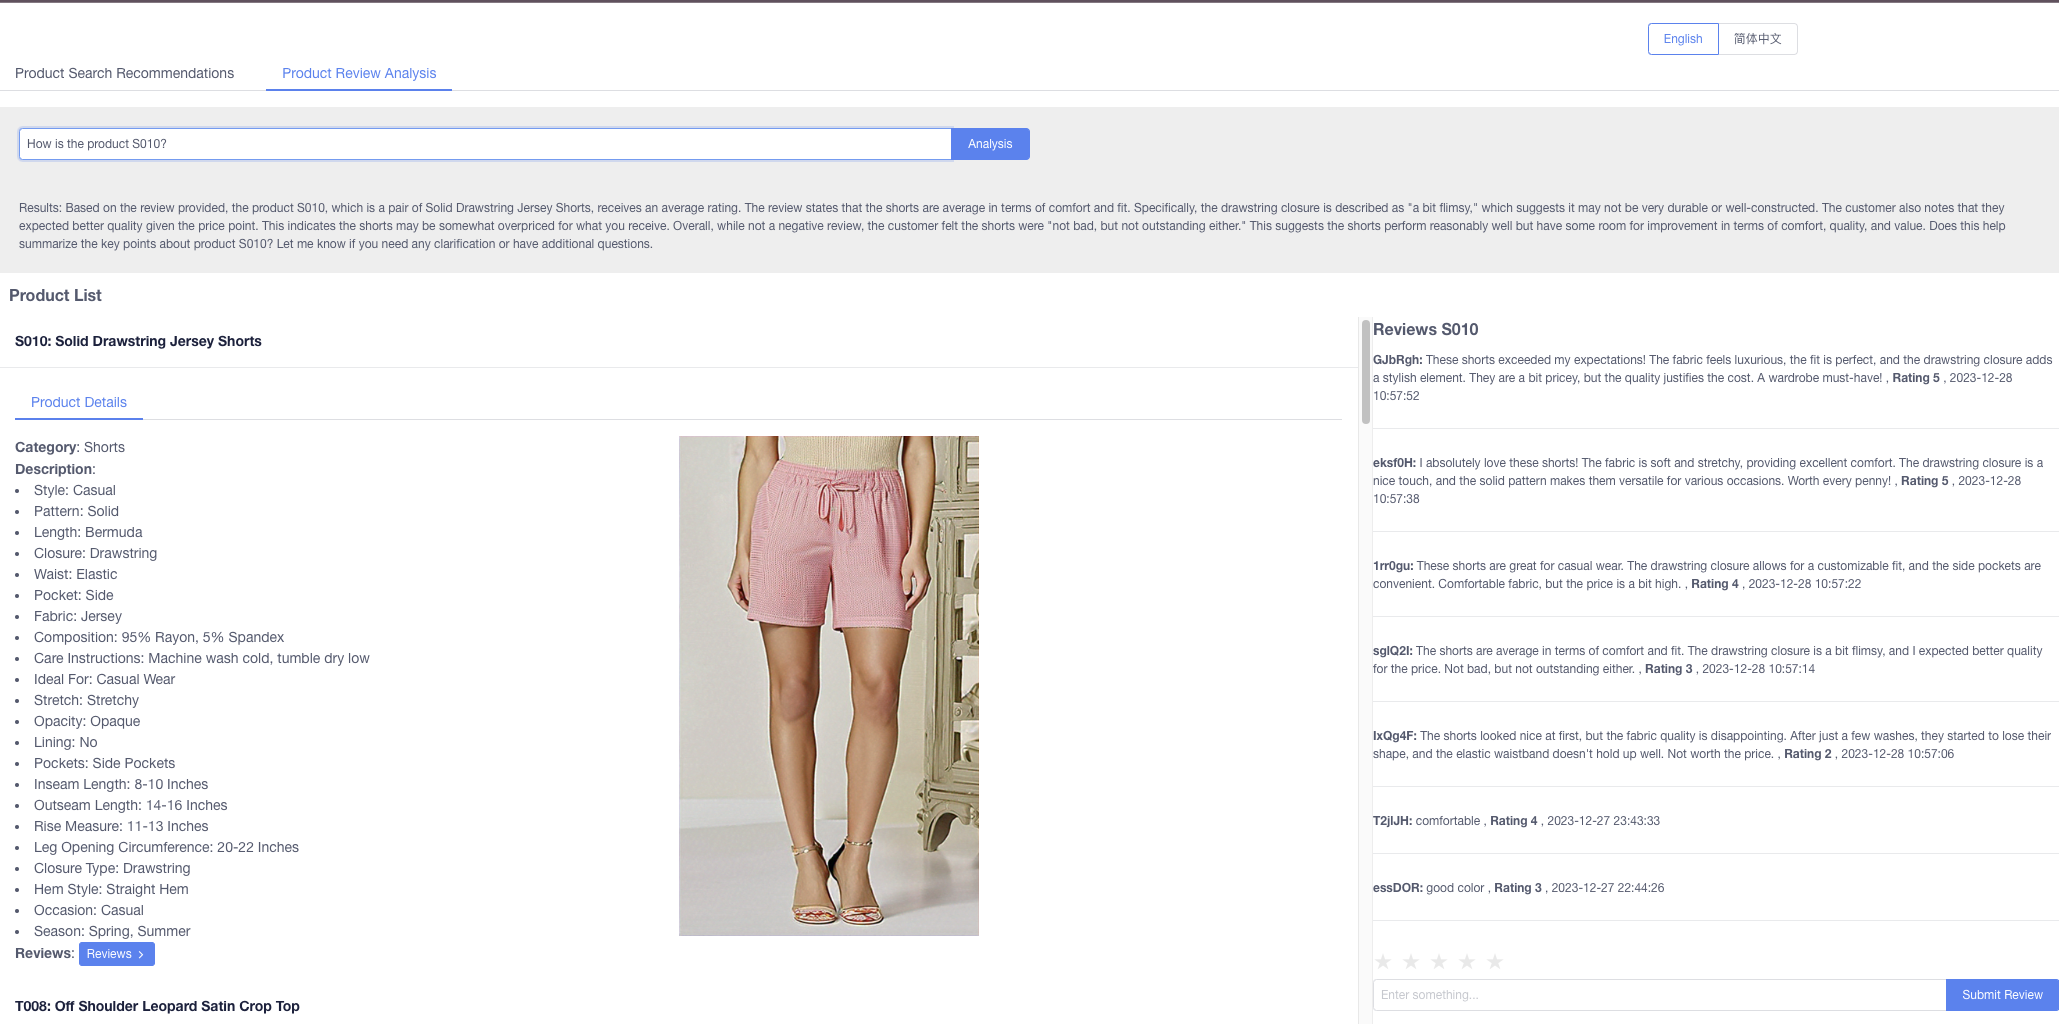 English
简体中文
Product Search Recommendations
Product Review Analysis
How is the product S010?
Analysis
Results: Based on the review provided, the product S010, which is a pair of Solid Drawstring Jersey Shorts, receives an average rating. The review states that the shorts are average in terms of comfort and fit. Specifically, the drawstring closure is described as "a bit flimsy," which suggests it may not be very durable or well-constructed. The customer also notes that they
expected better quality given the price point. This indicates the shorts may be somewhat overpriced for what you receive. Overall, while not a negative review, the customer felt the shorts were "not bad, but not outstanding either." This suggests the shorts perform reasonably well but have some room for improvement in terms of comfort, quality, and value. Does this help
summarize the key points about product S010? Let me know if you need any clarification or have additional questions.
Product List
S010: Solid Drawstring Jersey Shorts
Product Details
Category: Shorts
Description:
• Style: Casual
• Pattern: Solid
• Length: Bermuda
• Closure: Drawstring
• Waist: Elastic
• Pocket: Side
• Fabric: Jersey
• Composition: 95% Rayon, 5% Spandex
• Care Instructions: Machine wash cold, tumble dry low
• Ideal For: Casual Wear
• Stretch: Stretchy
• Opacity: Opaque
• Lining: No
• Pockets: Side Pockets
• Inseam Length: 8-10 Inches
• Outseam Length: 14-16 Inches
• Rise Measure: 11-13 Inches
• Leg Opening Circumference: 20-22 Inches
• Closure Type: Drawstring
• Hem Style: Straight Hem
• Occasion: Casual
• Season: Spring, Summer
Reviews: Reviews >
T008: Off Shoulder Leopard Satin Crop Top
Reviews S010
GJbRgh: These shorts exceeded my expectations! The fabric feels luxurious, the fit is perfect, and the drawstring closure adds
a stylish element. They are a bit pricey, but the quality justifies the cost. A wardrobe must-have! , Rating 5 , 2023-12-28
10:57:52
eksf0H: I absolutely love these shorts! The fabric is soft and stretchy, providing excellent comfort. The drawstring closure is a
nice touch, and the solid pattern makes them versatile for various occasions. Worth every penny! , Rating 5 , 2023-12-28
10:57:38
1rr0gu: These shorts are great for casual wear. The drawstring closure allows for a customizable fit, and the side pockets are
convenient. Comfortable fabric, but the price is a bit high. , Rating 4 , 2023-12-28 10:57:22
sglQ2I: The shorts are average in terms of comfort and fit. The drawstring closure is a bit flimsy, and I expected better quality
for the price. Not bad, but not outstanding either. , Rating 3 , 2023-12-28 10:57:14
IxQg4F: The shorts looked nice at first, but the fabric quality is disappointing. After just a few washes, they started to lose their
shape, and the elastic waistband doesn't hold up well. Not worth the price. , Rating 2 , 2023-12-28 10:57:06
T2jIJH: comfortable , Rating 4 , 2023-12-27 23:43:33
essDOR: good color , Rating 3 , 2023-12-27 22:44:26
Enter something...
Submit Review